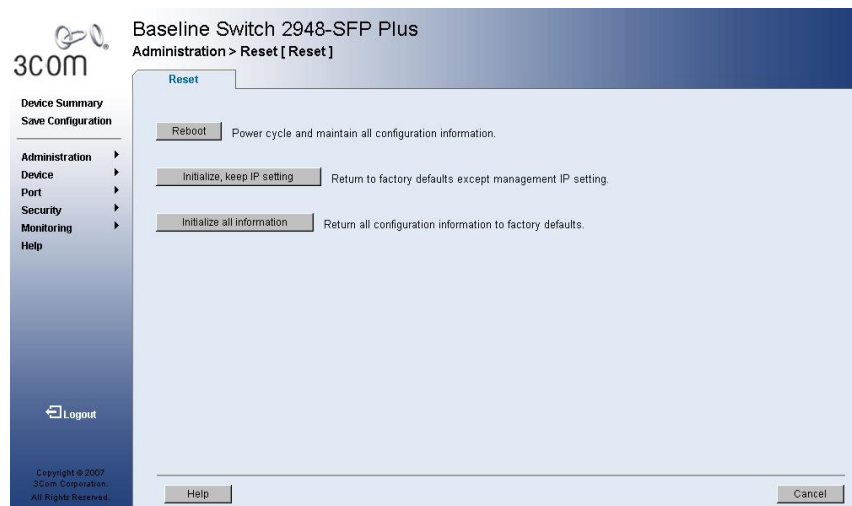 3COM
Baseline Switch 2948-SFP Plus
Administration > Reset [ Reset ]
Reset
Device Summary
Save Configuration
Administration
Device
Port
Security
Monitoring
Help
Logout
Copyright © 2007
3Com Corporation.
All Rights Reserved.
Reboot Power cycle and maintain all configuration information.
Initialize, keep IP setting Return to factory defaults except management IP setting.
Initialize all information Return all configuration information to factory defaults.
Help Cancel